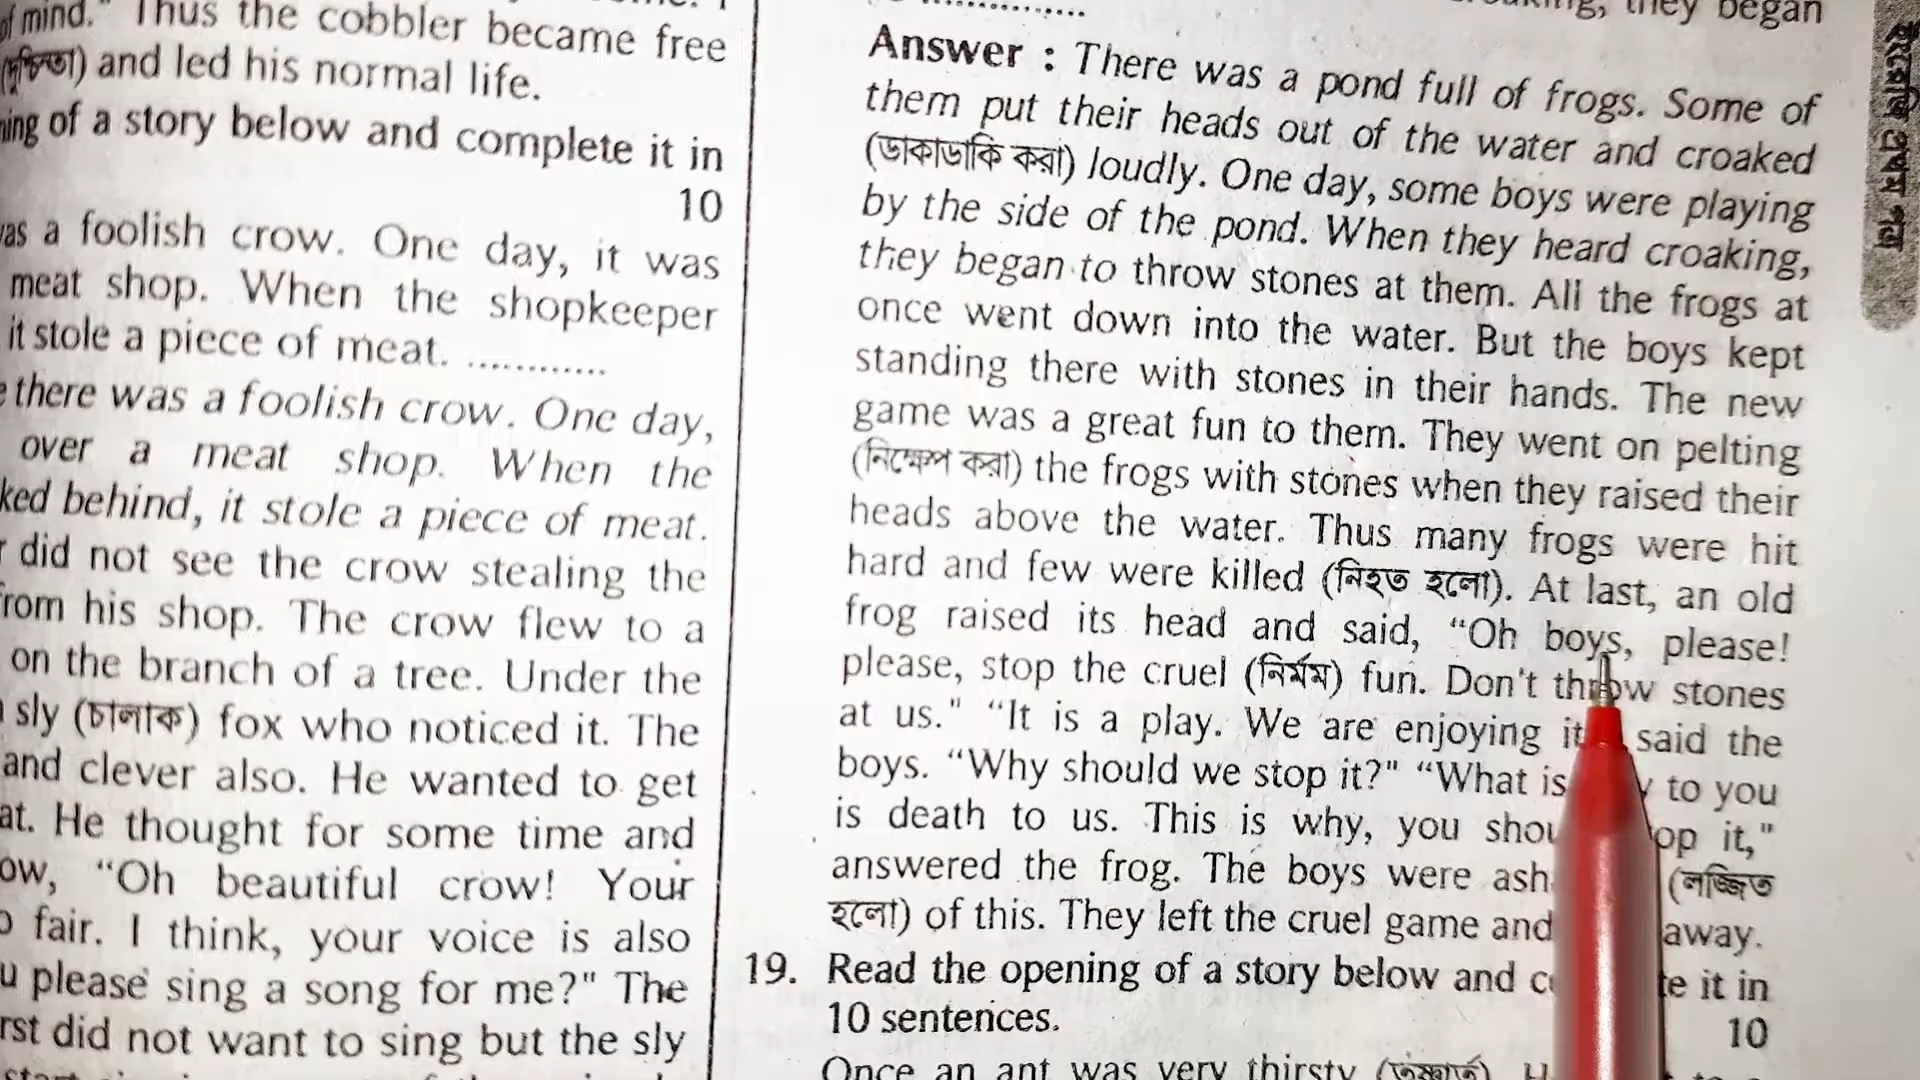 of mind." Thus the cobbler became free
(দুশ্চিন্তা) and led his normal life.
of a story below and complete it in
10
a foolish crow. One day, it was
meat shop. When the shopkeeper
it stole a piece of meat. ............
there was a foolish crow. One day,
over a meat shop. When the
behind, it stole a piece of meat.
did not see the crow stealing the
from his shop. The crow flew to a
on the branch of a tree. Under the
sly (চালাক) fox who noticed it. The
and clever also. He wanted to get
He thought for some time and
"Oh beautiful crow! Your
fair. I think, your voice is also
please sing a song for me?" The
did not want to sing but the sly
they began
Answer : There was a pond full of frogs. Some of
them put their heads out of the water and croaked
(ডাকাডাকি করা) loudly. One day, some boys were playing
by the side of the pond. When they heard croaking,
they began to throw stones at them. All the frogs at
once went down into the water. But the boys kept
standing there with stones in their hands. The new
game was a great fun to them. They went on pelting
(নিক্ষেপ করা) the frogs with stones when they raised their
heads above the water. Thus many frogs were hit
hard and few were killed (নিহত হলো). At last, an old
frog raised its head and said, "Oh boys, please!
please, stop the cruel (নির্মম) fun. Don't throw stones
at us." "It is a play. We are enjoying it said the
boys. "Why should we stop it?" "What is to you
is death to us. This is why, you it,"
answered the frog. The boys were (লজ্জিত
হলো) of this. They left the cruel game and away.
19. Read the opening of a story below and it in
10 sentences.
10
Once an ant was very thirsty (তৃষ্ণার্ত).
ইংরেজি প্রথম পত্র